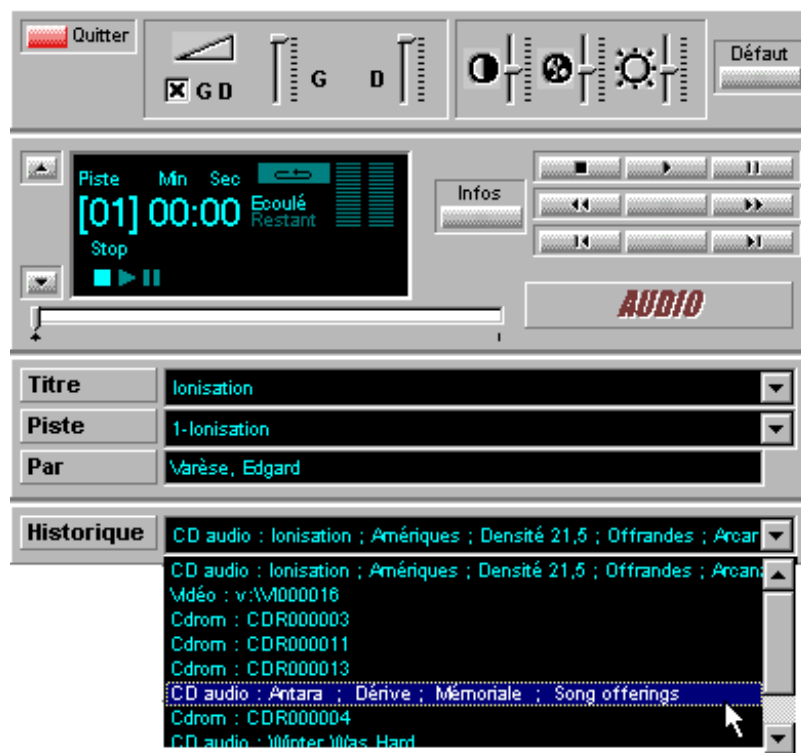 Quitter
G D
G
D
Défaut
Piste Min Sec
[01] 00:00
Ecoulé
Restant
Stop
Infos
AUDIO
Titre
Ionisation
Piste
1-Ionisation
Par
Varèse, Edgard
Historique
CD audio : Ionisation ; Amériques ; Densité 21,5 ; Offrandes ; Arcar
CD audio : Ionisation ; Amériques ; Densité 21,5 ; Offrandes ; Arcana
Vidéo : v:\VI000016
Cdrom : CDR000003
Cdrom : CDR000011
Cdrom : CDR000013
CD audio : Antara ; Dérive ; Mémoriale ; Song offerings
Cdrom : CDR000004
CD audio : Winter Was Hard